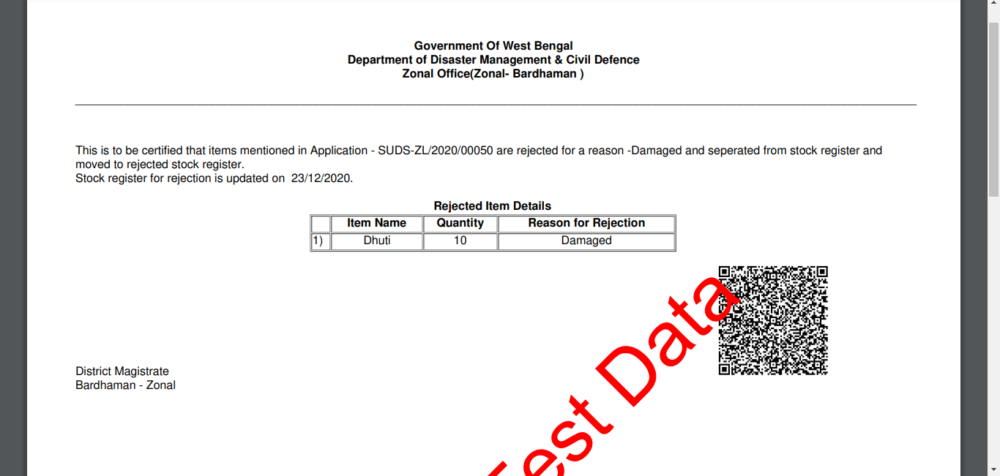 Government Of West Bengal
Department of Disaster Management & Civil Defence
Zonal Office(Zonal- Bardhaman )
This is to be certified that items mentioned in Application - SUDS-ZL/2020/00050 are rejected for a reason -Damaged and seperated from stock register and
moved to rejected stock register.
Stock register for rejection is updated on 23/12/2020.
Rejected Item Details
Item Name Quantity Reason for Rejection
1) Dhuti 10 Damaged
District Magistrate
Bardhaman - Zonal
Test Data